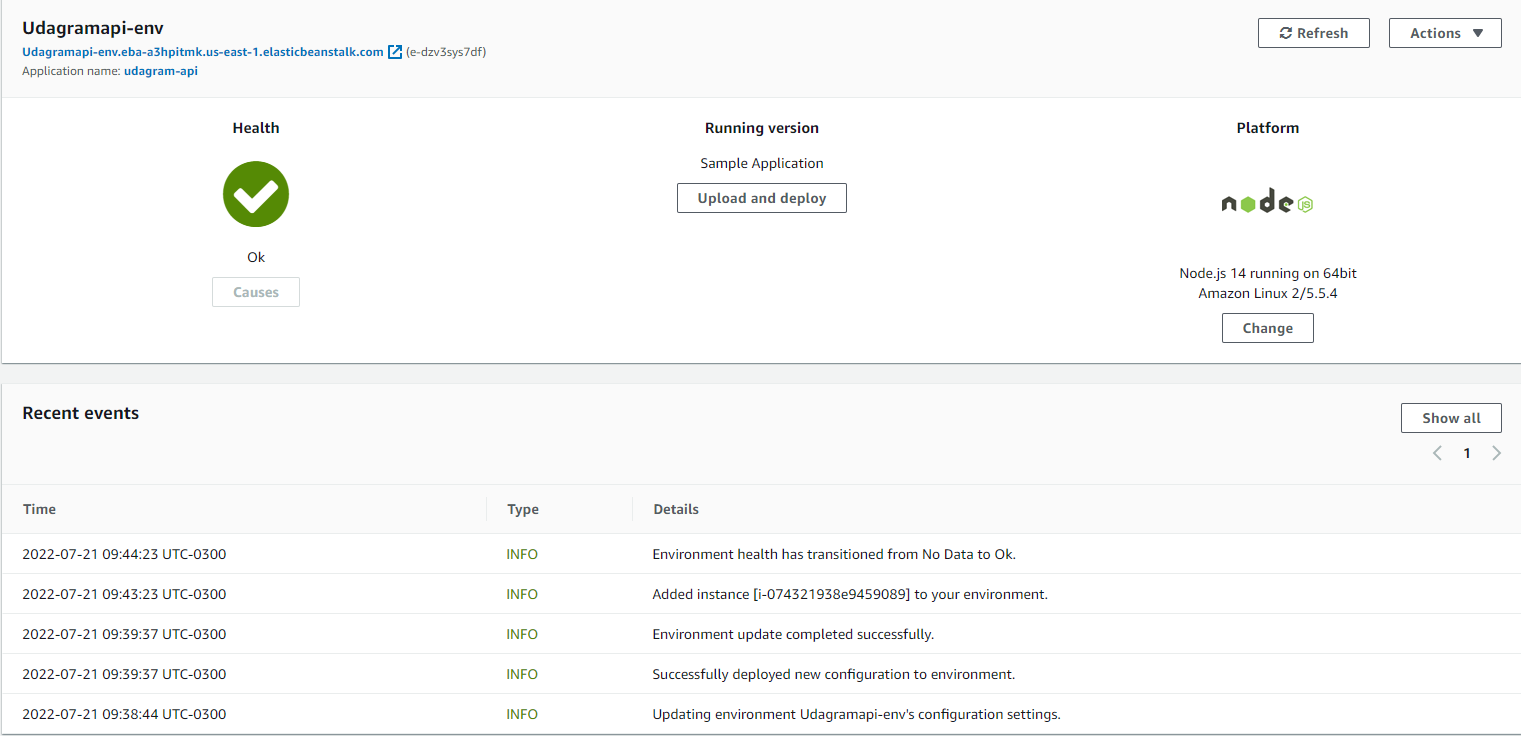 Udagramapi-env
Udagramapi-env.eba-a3hpitmk.us-east-1.elasticbeanstalk.com (e-dzv3sys7df)
Application name: udagram-api
Refresh
Actions
Health
Ok
Causes
Running version
Sample Application
Upload and deploy
Platform
node JS
Node.js 14 running on 64bit
Amazon Linux 2/5.5.4
Change
Recent events
Show all
1
Time Type Details
2022-07-21 09:44:23 UTC-0300 INFO Environment health has transitioned from No Data to Ok.
2022-07-21 09:43:23 UTC-0300 INFO Added instance [i-074321938e9459089] to your environment.
2022-07-21 09:39:37 UTC-0300 INFO Environment update completed successfully.
2022-07-21 09:39:37 UTC-0300 INFO Successfully deployed new configuration to environment.
2022-07-21 09:38:44 UTC-0300 INFO Updating environment Udagramapi-env's configuration settings.